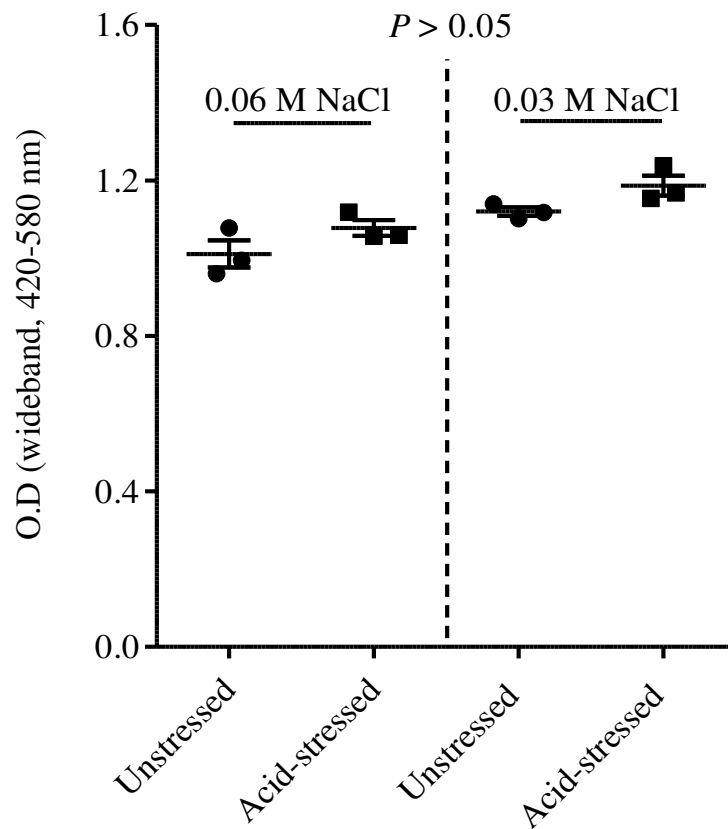 P > 0.05
0.06 M NaCl
0.03 M NaCl
O.D (wideband, 420-580 nm)
1.6
1.2
0.8
0.4
0.0
Unstressed
Acid-stressed
Unstressed
Acid-stressed